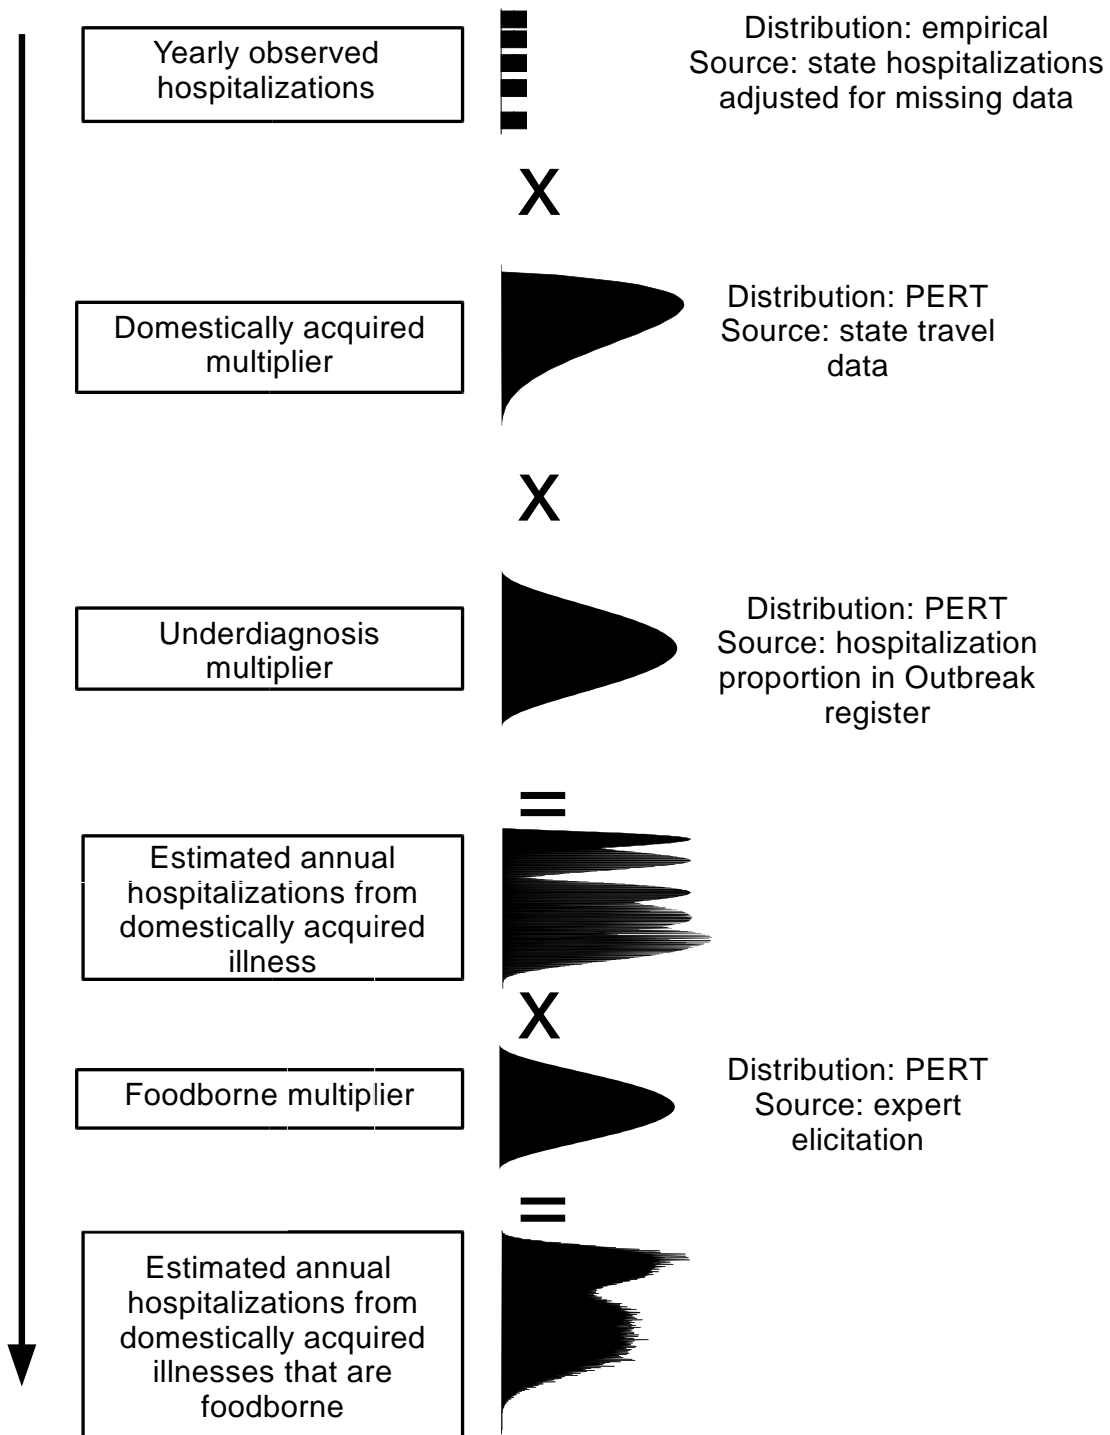 Yearly observed
hospitalizations
Distribution: empirical
Source: state hospitalizations
adjusted for missing data
X
Domestically acquired
multiplier
Distribution: PERT
Source: state travel
data
X
Underdiagnosis
multiplier
Distribution: PERT
Source: hospitalization
proportion in Outbreak
register
=
Estimated annual
hospitalizations from
domestically acquired
illness
X
Foodborne multiplier
Distribution: PERT
Source: expert
elicitation
=
Estimated annual
hospitalizations from
domestically acquired
illnesses that are
foodborne